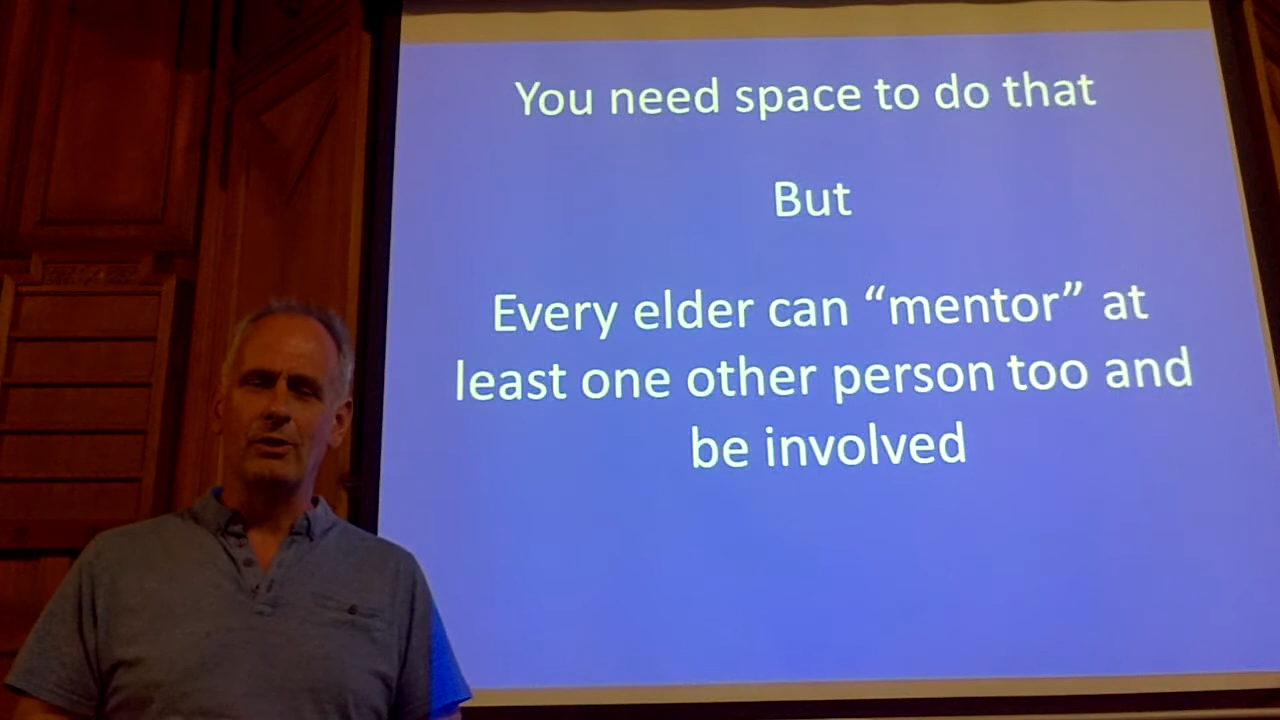 You need space to do that
But
Every elder can “mentor” at
least one other person too and
be involved